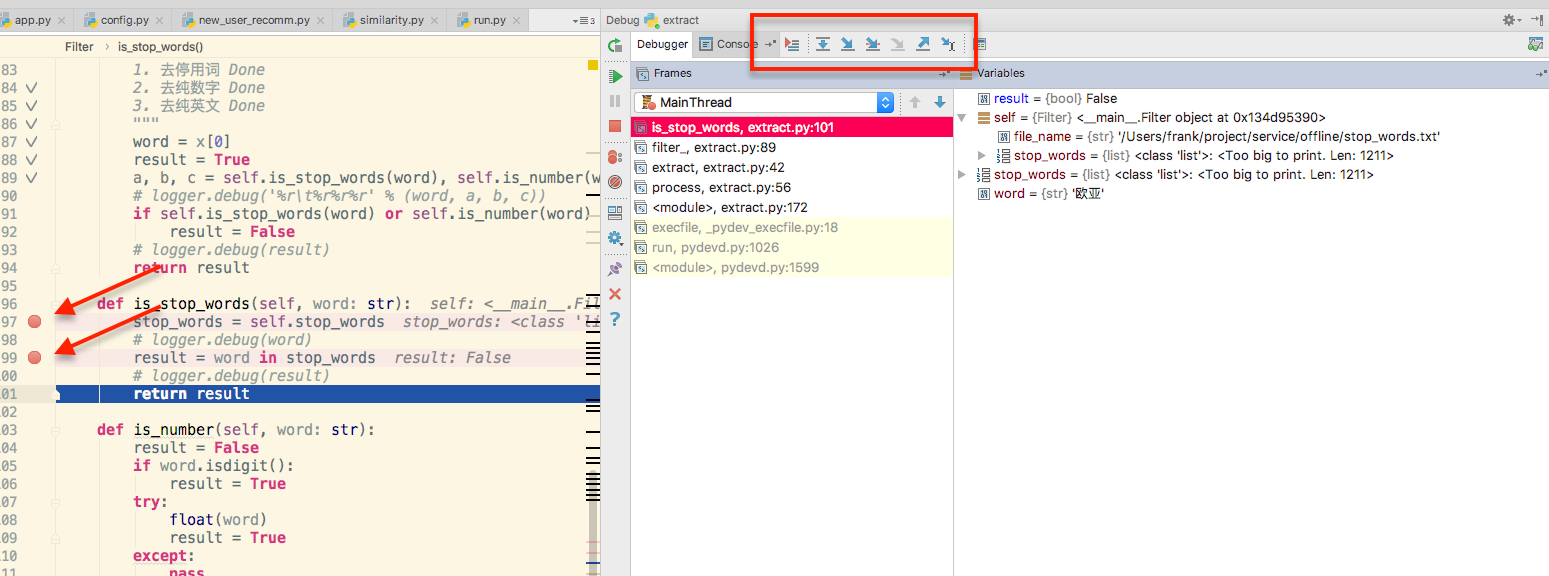 app.py config.py new_user_recomm.py similarity.py run.py 3 Debug extract
Filter is_stop_words() Debugger Console
Frames Variables
MainThread
is_stop_words, extract.py:101
filter_, extract.py:89
extract, extract.py:42
process, extract.py:56
<module>, extract.py:172
execfile, _pydev_execfile.py:18
run, pydevd.py:1026
<module>, pydevd.py:1599
result = {bool} False
self = {Filter} <__main__.Filter object at 0x134d95390>
file_name = {str} '/Users/frank/project/service/offline/stop_words.txt'
stop_words = {list} <class 'list'>: <Too big to print. Len: 1211>
stop_words = {list} <class 'list'>: <Too big to print. Len: 1211>
word = {str} '欧亚'
83 1. 去停用词 Done
84 2. 去纯数字 Done
85 3. 去纯英文 Done
86 """
87 word = x[0]
88 result = True
89 a, b, c = self.is_stop_words(word), self.is_number(w
90 # logger.debug('%r\t%r%r%r' % (word, a, b, c))
91 if self.is_stop_words(word) or self.is_number(word)
92 result = False
93 # logger.debug(result)
94 return result
95
96 def is_stop_words(self, word: str): self: <__main__.Fil
97 stop_words = self.stop_words stop_words: <class 'li
98 # logger.debug(word)
99 result = word in stop_words result: False
00 # logger.debug(result)
01 return result
02
03 def is_number(self, word: str):
04 result = False
05 if word.isdigit():
06 result = True
07 try:
08 float(word)
09 result = True
10 except:
11 pass
?